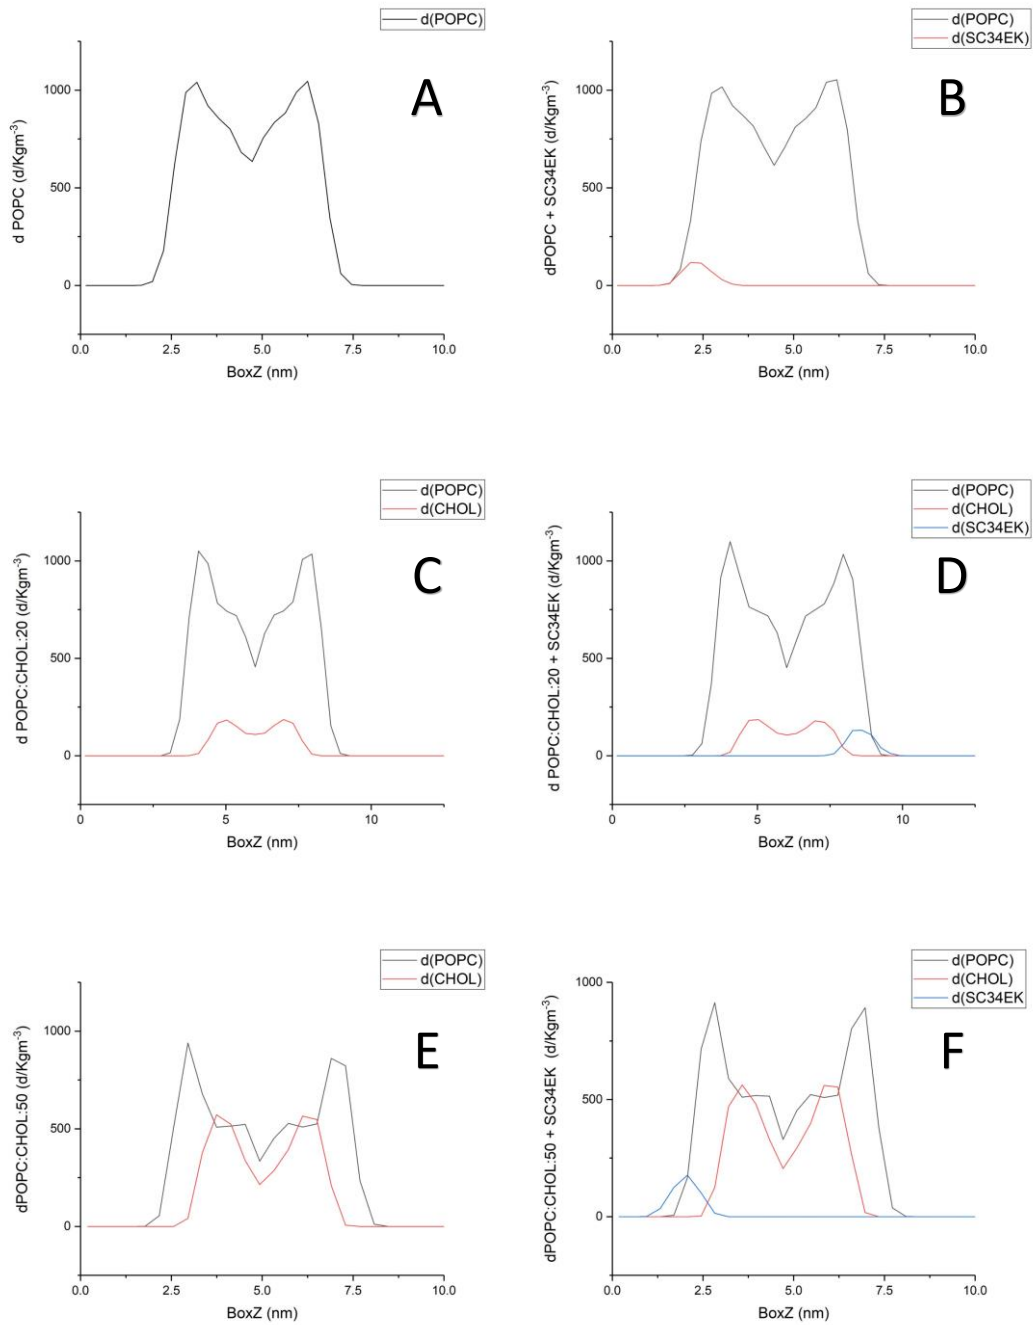 d(POPC)
A
1000
500
0
0.0 2.5 5.0 7.5 10.0
BoxZ (nm)
d POPC (d/Kgm⁻³)
d(POPC)
d(SC34EK)
B
1000
500
0
0.0 2.5 5.0 7.5 10.0
BoxZ (nm)
dPOPC + SC34EK (d/Kgm⁻³)
d(POPC)
d(CHOL)
C
1000
500
0
0 5 10
BoxZ (nm)
d POPC:CHOL:20 (d/Kgm⁻³)
d(POPC)
d(CHOL)
d(SC34EK)
D
1000
500
0
0 5 10
BoxZ (nm)
d POPC:CHOL:20 + SC34EK (d/Kgm⁻³)
d(POPC)
d(CHOL)
E
1000
500
0
0.0 2.5 5.0 7.5 10.0
BoxZ (nm)
dPOPC:CHOL:50 (d/Kgm⁻³)
d(POPC)
d(CHOL)
d(SC34EK
F
1000
500
0
0.0 2.5 5.0 7.5 10.0
BoxZ (nm)
dPOPC:CHOL:50 + SC34EK (d/Kgm⁻³)